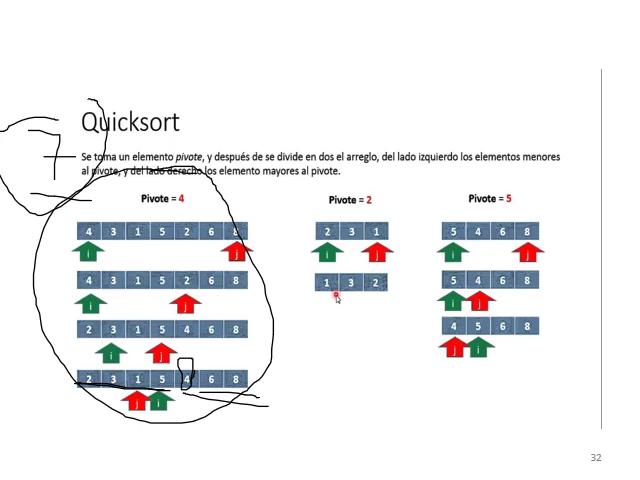 Quicksort
Se toma un elemento pivote, y después de se divide en dos el arreglo, del lado izquierdo los elementos menores
al pivote, y del lado derecho los elemento mayores al pivote.
Pivote = 4
Pivote = 2
Pivote = 5
4 3 1 5 2 6 8
i j
4 3 1 5 2 6 8
i j
2 3 1 5 4 6 8
i j
2 3 1 5 4 6 8
j i
2 3 1
i j
1 3 2
5 4 6 8
i j
5 4 6 8
i j
4 5 6 8
j i
7
32